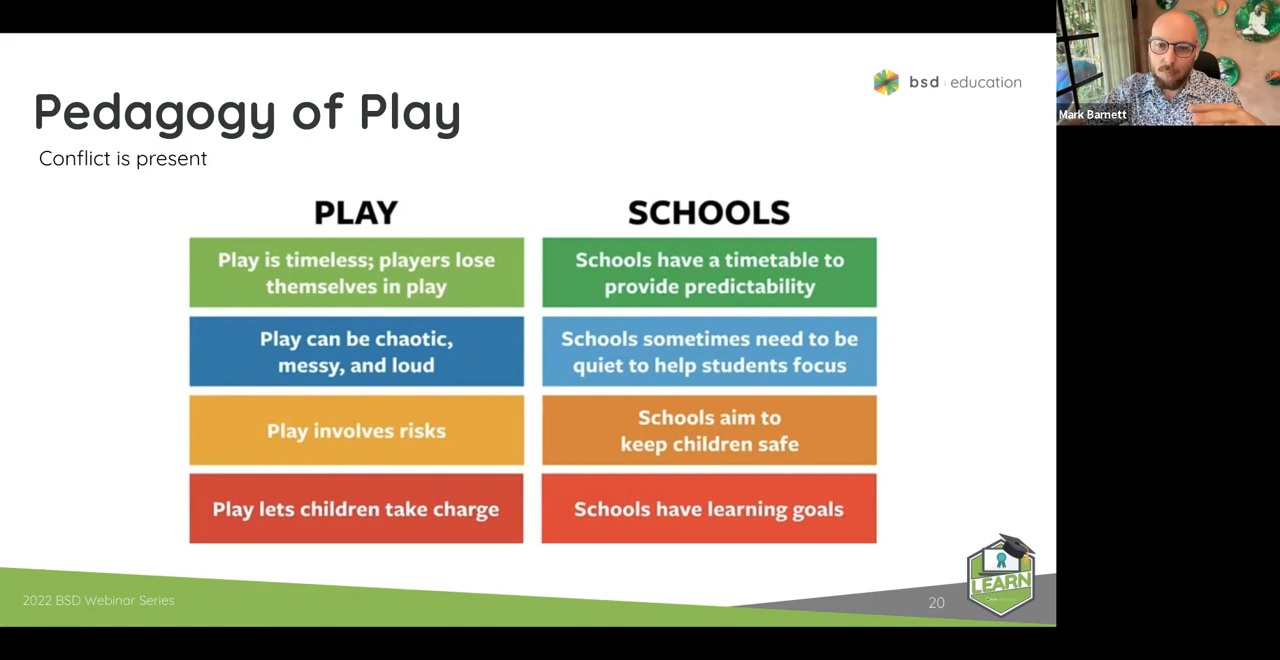 bsd education
Mark Barnett
Pedagogy of Play
Conflict is present
PLAY
SCHOOLS
Play is timeless; players lose
themselves in play
Schools have a timetable to
provide predictability
Play can be chaotic,
messy, and loud
Schools sometimes need to be
quiet to help students focus
Play involves risks
Schools aim to
keep children safe
Play lets children take charge
Schools have learning goals
LEARN
2022 BSD Webinar Series
20